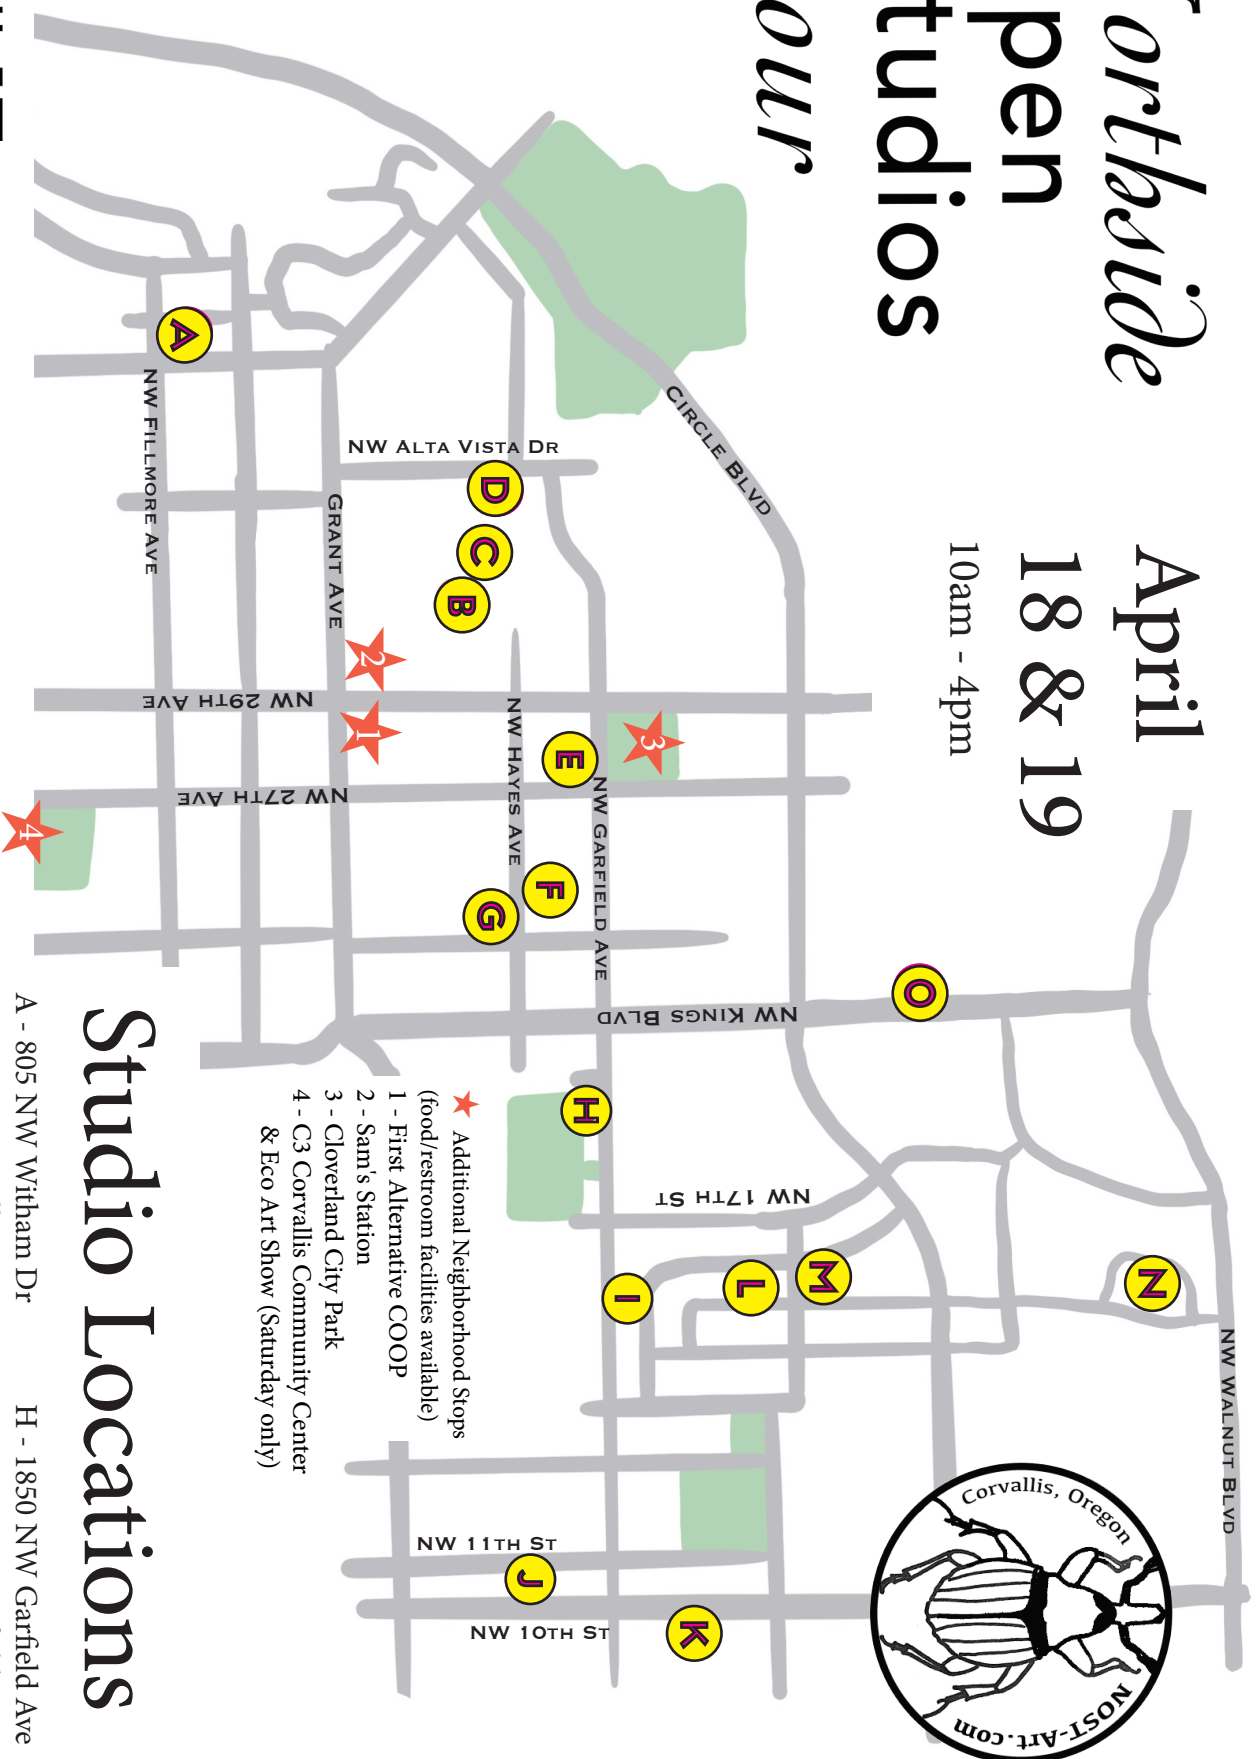 orthside
pen
tudios
our
April
18 & 19
10am - 4pm
CIRCLE BLVD
NW ALTA VISTA DR
NW FILLMORE AVE
GRANT AVE
NW 29TH AVE
NW 27TH AVE
NW HAYES AVE
NW GARFIELD AVE
NW KINGS BLVD
NW 17TH ST
NW WALNUT BLVD
NW 11TH ST
NW 10TH ST
A
D
C
B
2
1
3
4
E
F
G
O
H
I
L
M
N
J
K
Additional Neighborhood Stops
(food/restroom facilities available)
1 - First Alternative COOP
2 - Sam's Station
3 - Cloverland City Park
4 - C3 Corvallis Community Center
& Eco Art Show (Saturday only)
Corvallis, Oregon
NOST-Art.com
Studio Locations
A - 805 NW Witham Dr
H - 1850 NW Garfield Ave